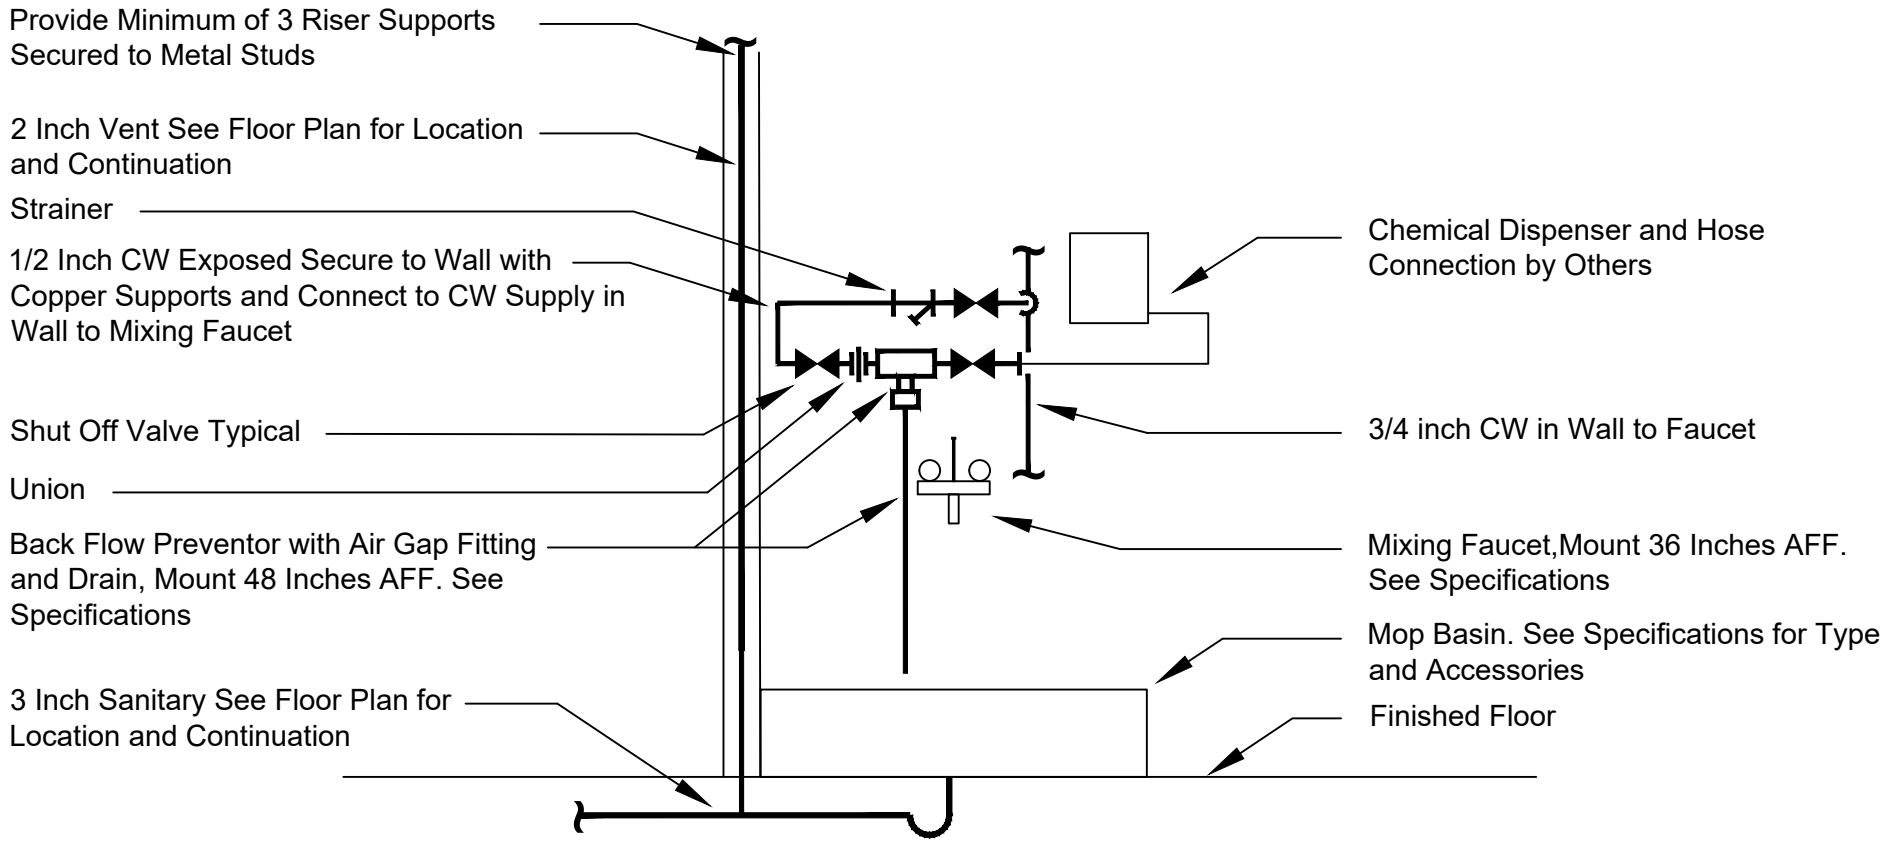 Provide Minimum of 3 Riser Supports
Secured to Metal Studs
2 Inch Vent See Floor Plan for Location
and Continuation
Strainer
1/2 Inch CW Exposed Secure to Wall with
Copper Supports and Connect to CW Supply in
Wall to Mixing Faucet
Shut Off Valve Typical
Union
Back Flow Preventor with Air Gap Fitting
and Drain, Mount 48 Inches AFF. See
Specifications
3 Inch Sanitary See Floor Plan for
Location and Continuation
Chemical Dispenser and Hose
Connection by Others
3/4 inch CW in Wall to Faucet
Mixing Faucet,Mount 36 Inches AFF.
See Specifications
Mop Basin. See Specifications for Type
and Accessories
Finished Floor